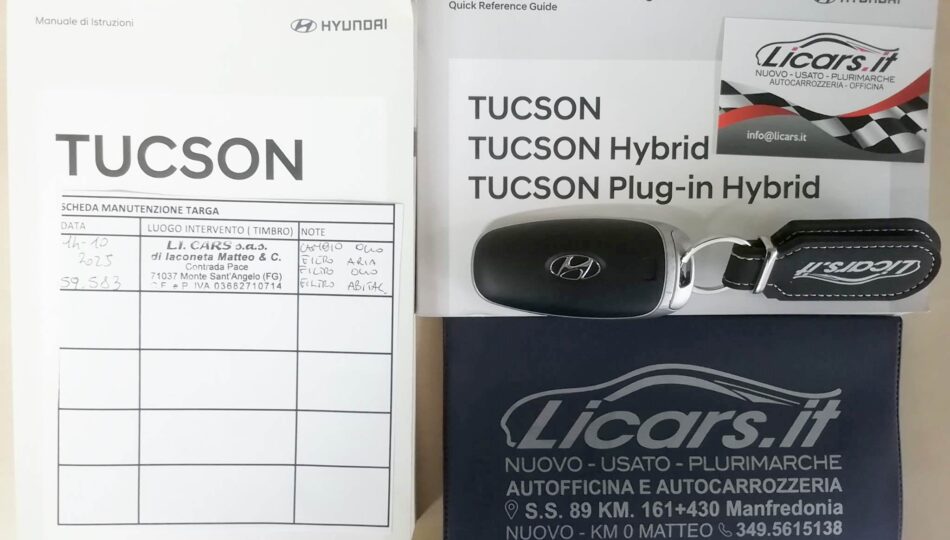 Manuale di Istruzioni
HYUNDAI
TUCSON
SCHEDA MANUTENZIONE TARGA
DATA
LUOGO INTERVENTO ( TIMBRO)
NOTE
14-10
2025
59.583
L.I. CARS s.a.s.
di Iaconeta Matteo & C.
Contrada Pace
71037 Monte Sant'Angelo (FG)
C.F. e P. IVA 03682710714
CAMBIO OLIO
FILTRO ARIA
FILTRO OLIO
FILTRO ABITAC.
Quick Reference Guide
HYUNDAI
TUCSON
TUCSON Hybrid
TUCSON Plug-in Hybrid
Licars.it
NUOVO - USATO - PLURIMARCHE
AUTOCARROZZERIA - OFFICINA
info@licars.it
Licars.it
Licars.it
NUOVO - USATO - PLURIMARCHE
AUTOFFICINA E AUTOCARROZZERIA
S.S. 89 KM. 161+430 Manfredonia
NUOVO - KM 0 MATTEO 349.5615138